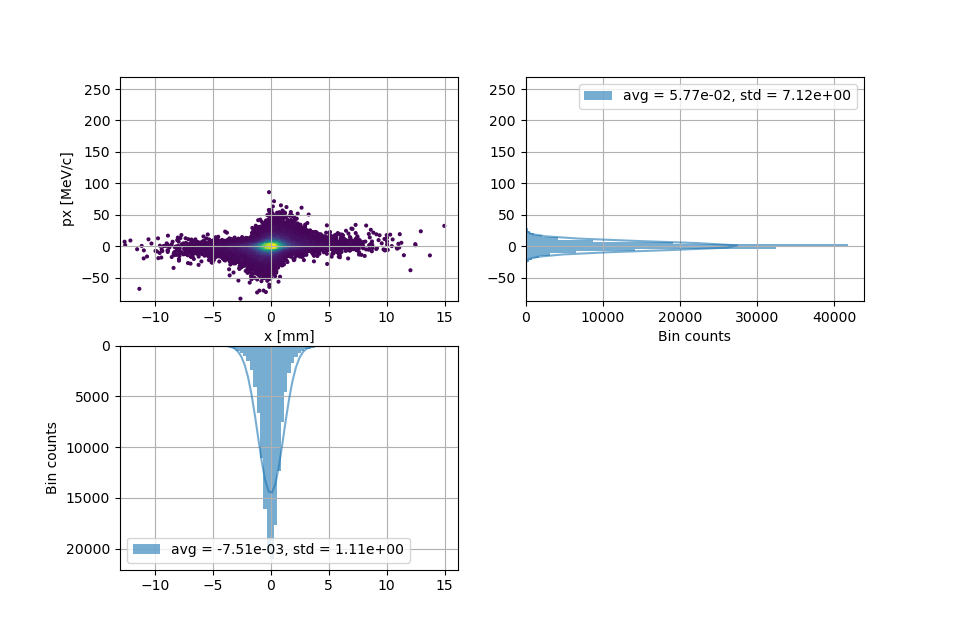 250
200
150
100
50
0
−50
px [MeV/c]
−10 −5 0 5 10 15
x [mm]
avg = 5.77e-02, std = 7.12e+00
250
200
150
100
50
0
−50
0 10000 20000 30000 40000
Bin counts
0
5000
10000
15000
20000
Bin counts
avg = -7.51e-03, std = 1.11e+00
−10 −5 0 5 10 15